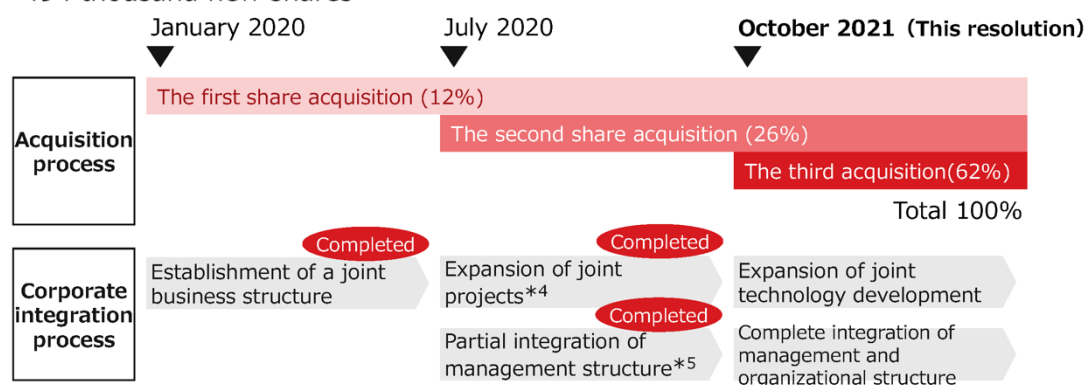 January 2020
July 2020
October 2021 (This resolution)
Acquisition
process
The first share acquisition (12%)
The second share acquisition (26%)
The third acquisition(62%)
Total 100%
Corporate
integration
process
Completed
Establishment of a joint
business structure
Completed
Expansion of joint
projects*4
Completed
Partial integration of
management structure*5
Expansion of joint
technology development
Complete integration of
management and
organizational structure